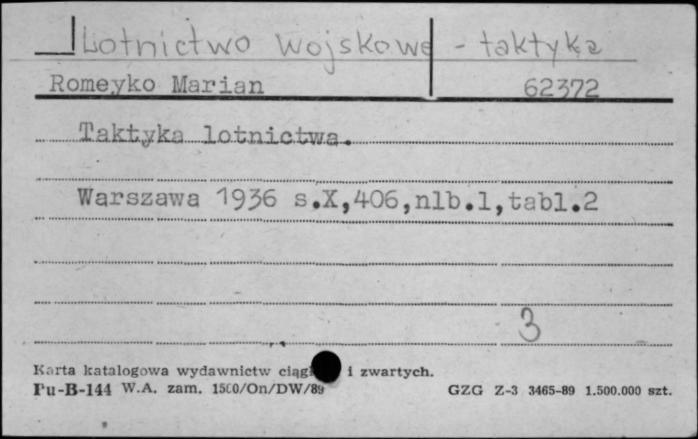 Lotnictwo wojskowe - taktyka
Romeyko Marian 62372
Taktyka lotnictwa.
Warszawa 1936 s.X,406,nlb.1,tabl.2
3
Karta katalogowa wydawnictw i zwartych.
Pu-B-144 W.A. zam. 1500/On/DW/89 GZG Z-3 3465-89 1.500.000 szt.